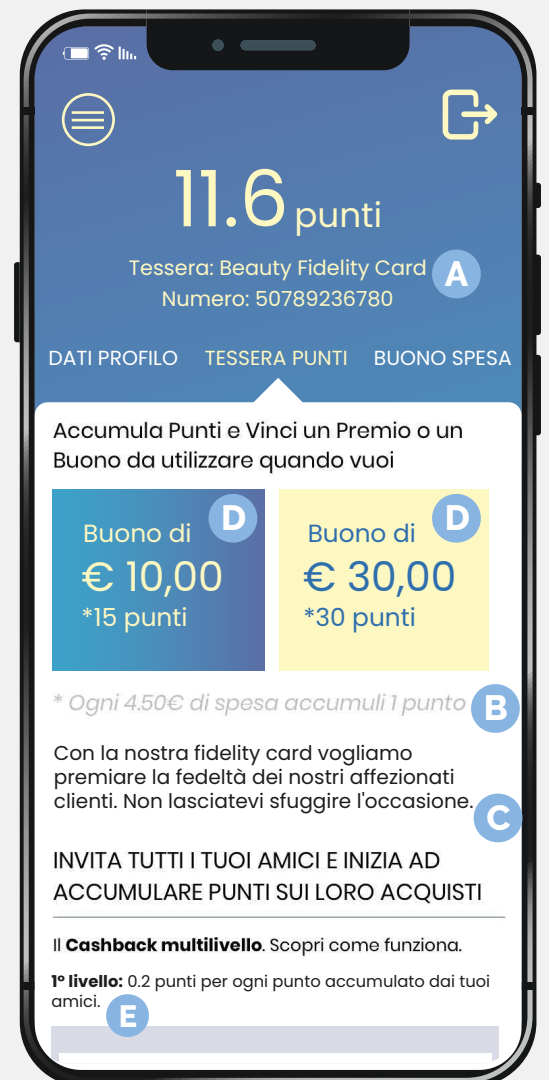 11.6 punti
Tessera: Beauty Fidelity Card A
Numero: 50789236780
DATI PROFILO TESSERA PUNTI BUONO SPESA
Accumula Punti e Vinci un Premio o un
Buono da utilizzare quando vuoi
D
Buono di
€ 10,00
*15 punti
D
Buono di
€ 30,00
*30 punti
* Ogni 4.50€ di spesa accumuli 1 punto B
Con la nostra fidelity card vogliamo
premiare la fedeltà dei nostri affezionati
clienti. Non lasciatevi sfuggire l'occasione. C
INVITA TUTTI I TUOI AMICI E INIZIA AD
ACCUMULARE PUNTI SUI LORO ACQUISTI
Il Cashback multilivello. Scopri come funziona.
1° livello: 0.2 punti per ogni punto accumulato dai tuoi
amici. E